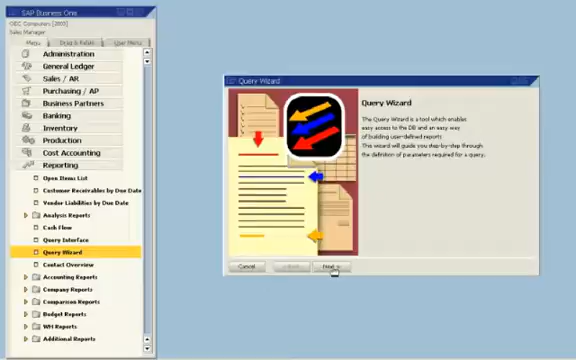 SAP Business One
OEC Computers [2003]
Sales Manager
Menu Drag & Relate User Menu
Administration
General Ledger
Sales / AR
Purchasing / AP
Business Partners
Banking
Inventory
Production
Cost Accounting
Reporting
Open Items List
Customer Receivables by Due Date
Vendor Liabilities by Due Date
Analysis Reports
Cash Flow
Query Interface
Query Wizard
Contact Overview
Accounting Reports
Company Reports
Comparison Reports
Budget Reports
WH Reports
Additional Reports
Query Wizard
Query Wizard
The Query Wizard is a tool which enables
easy access to the DB and an easy way
of building user-defined reports
This wizard will guide you step-by-step through
the definition of parameters required for a query.
Cancel
Next >